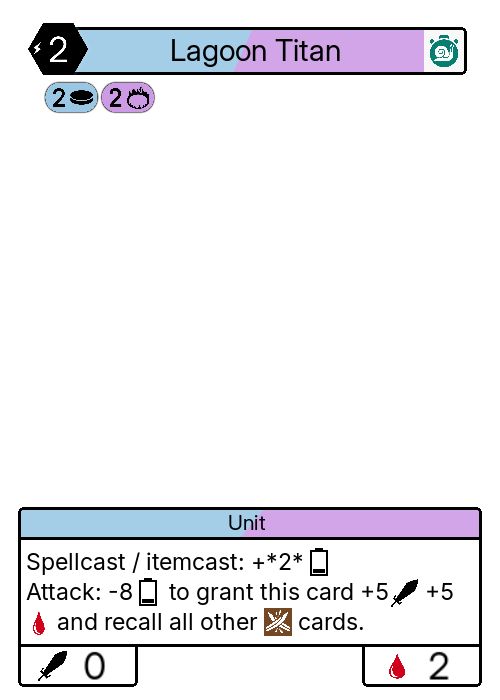 2 Lagoon Titan
2 2
Unit
Spellcast / itemcast: +*2*
Attack: -8 to grant this card +5 +5
and recall all other cards.
0 2